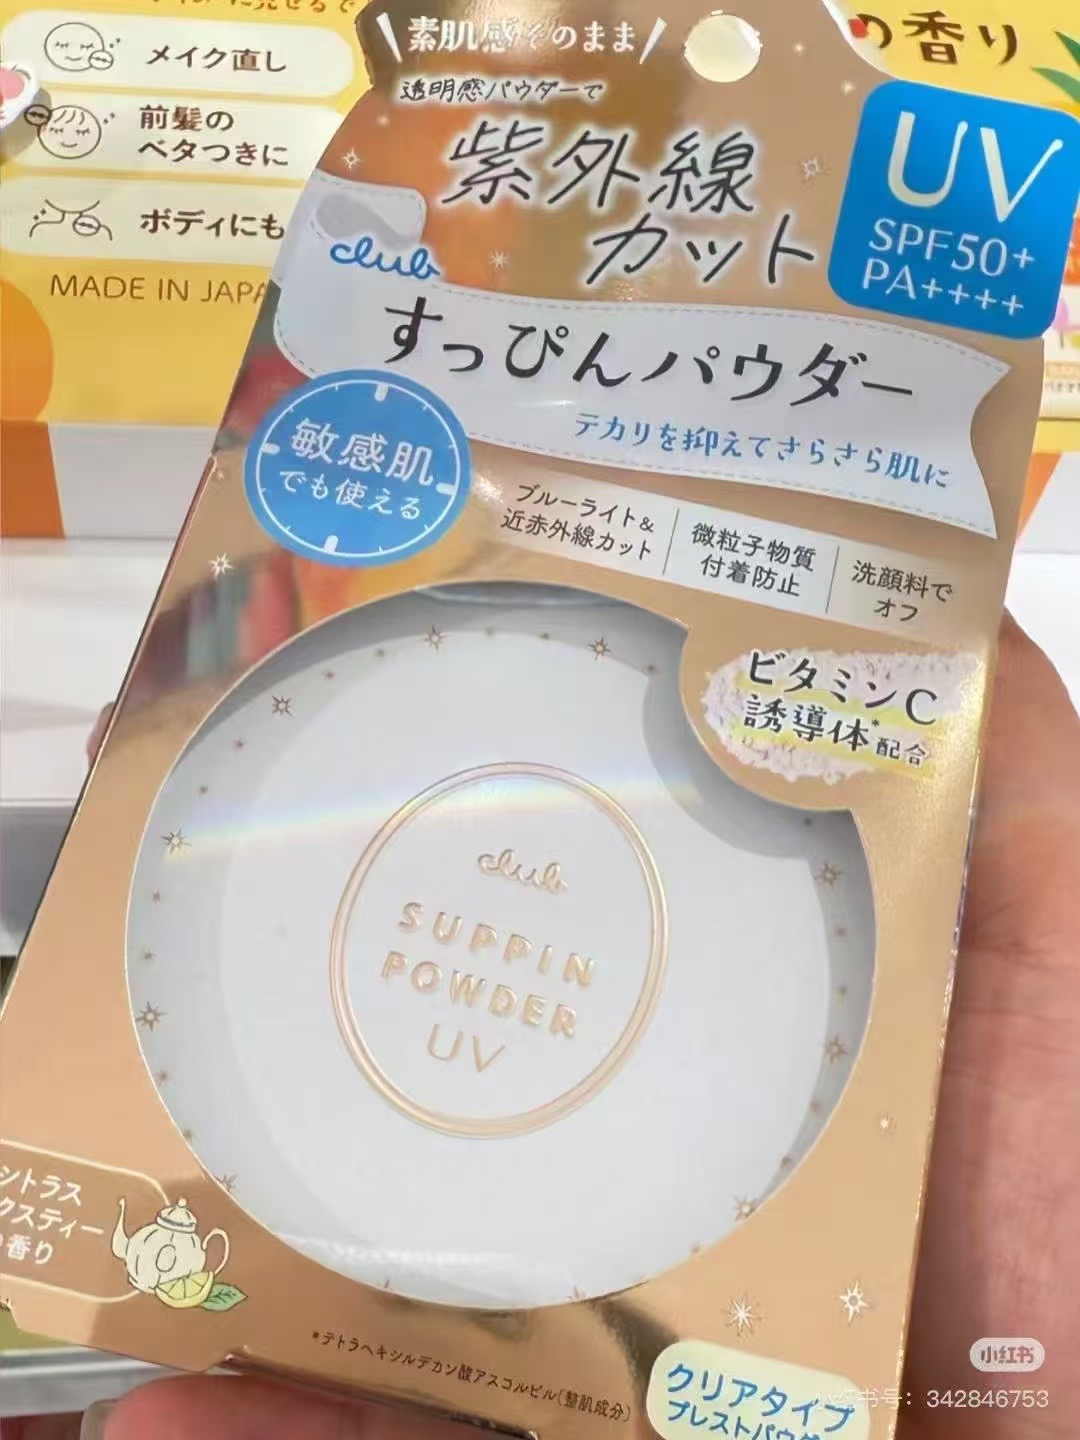 メイク直し
前髪の
ベタつきに
ボディにも
MADE IN JAPA
素肌感そのまま
の香り
透明感パウダーで
紫外線
カット
UV
SPF50+
PA++++
club
すっぴんパウダー
テカリを抑えてさらさら肌に
敏感肌
でも使える
ブルーライト&
近赤外線カット
微粒子物質
付着防止
洗顔料で
オフ
ビタミンC
誘導体*配合
club
SUPPIN
POWDER
UV
シトラス
クスティー
の香り
*テトラヘキシルデカン酸アスコルビル(整肌成分)
クリアタイプ
プレストパウダ
小红书
小红书号：342846753